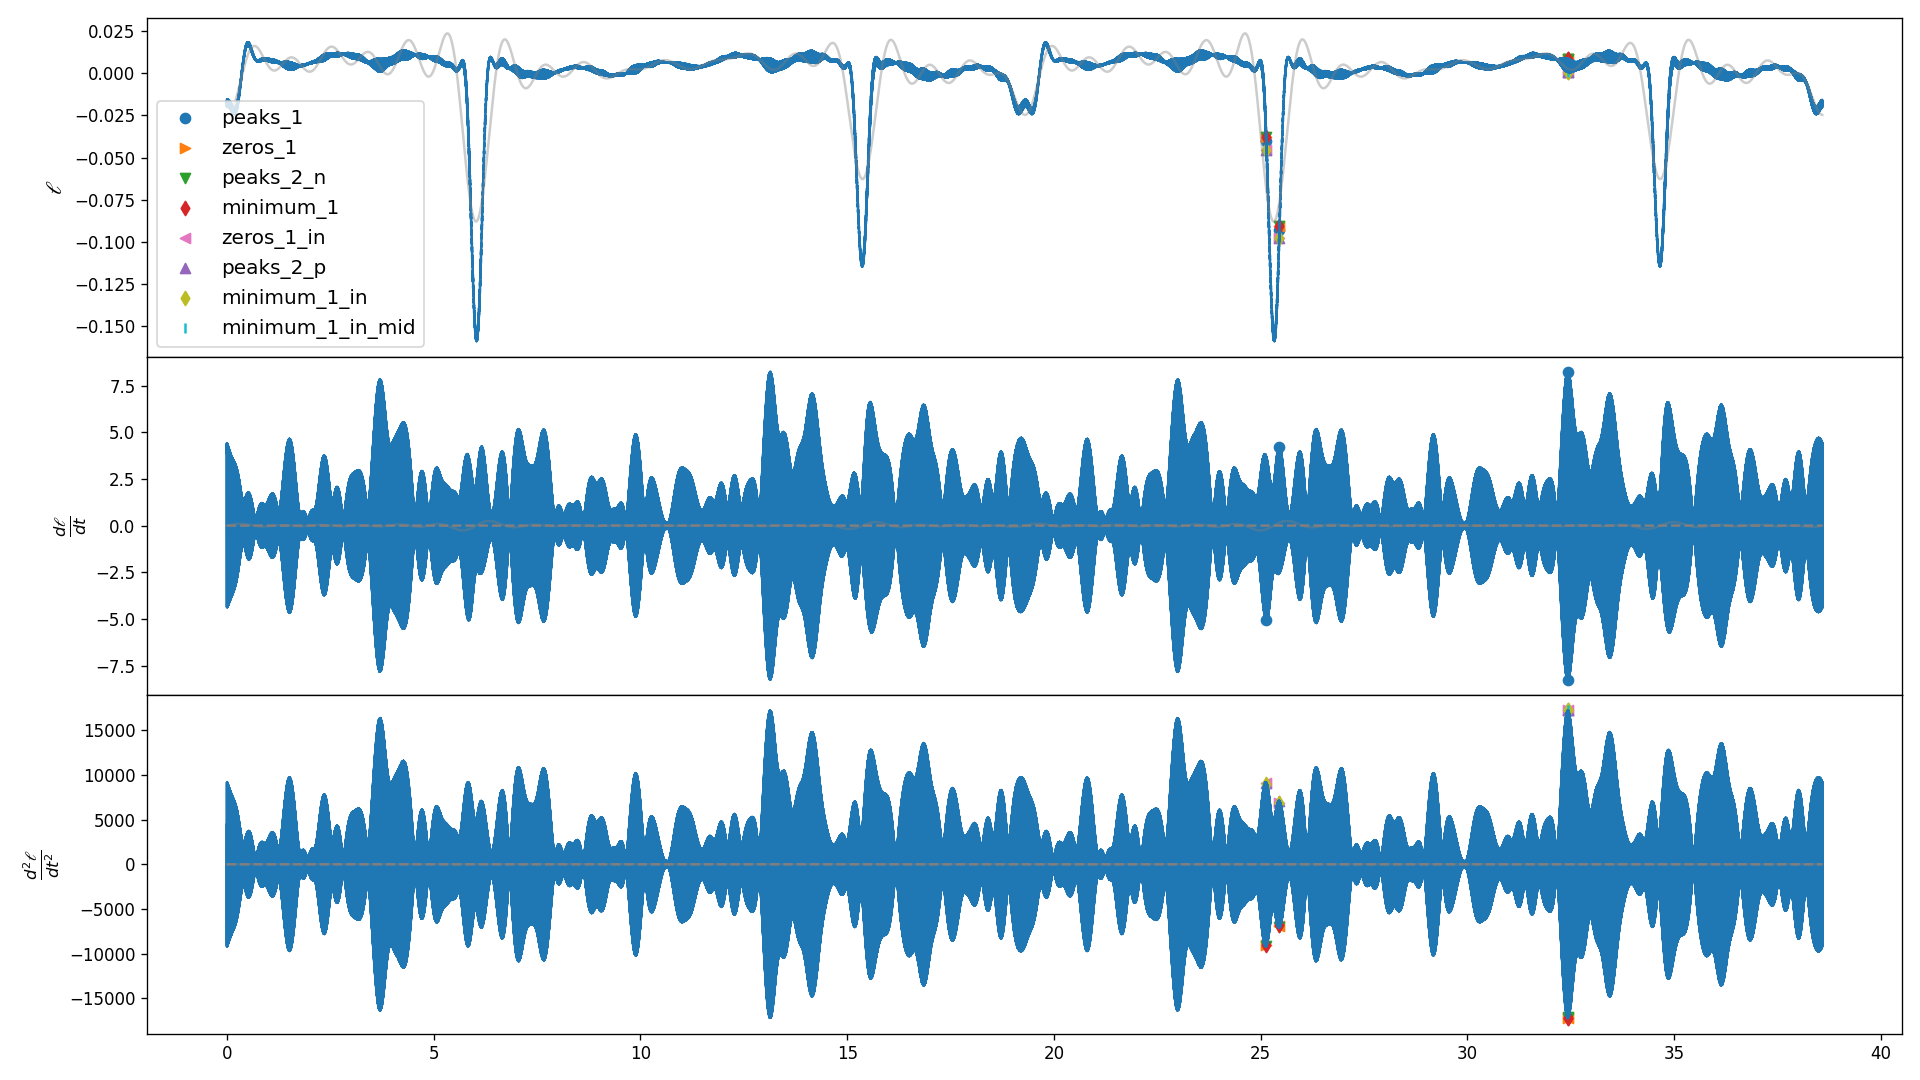 0.025
0.000
−0.025
−0.050
−0.075
−0.100
−0.125
−0.150
ℓ
peaks_1
zeros_1
peaks_2_n
minimum_1
zeros_1_in
peaks_2_p
minimum_1_in
minimum_1_in_mid
7.5
5.0
2.5
0.0
−2.5
−5.0
−7.5
dℓ
dt
15000
10000
5000
0
−5000
−10000
−15000
d²ℓ
dt²
0 5 10 15 20 25 30 35 40